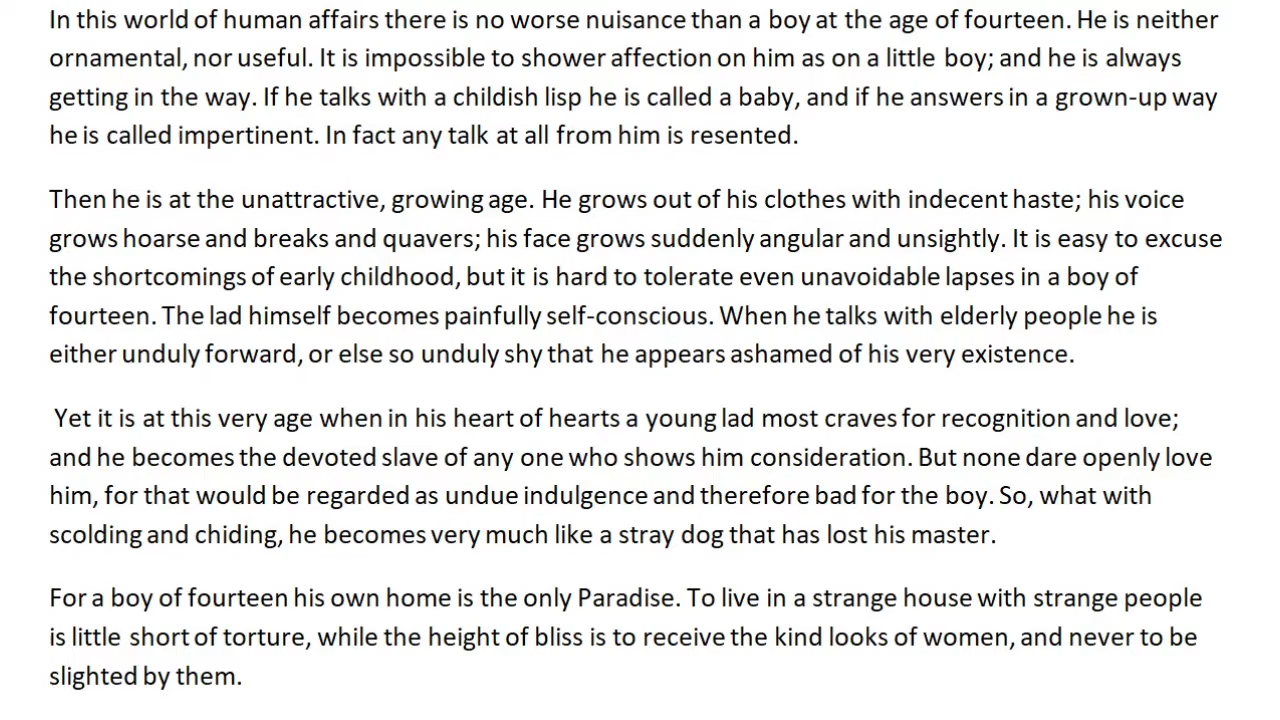 In this world of human affairs there is no worse nuisance than a boy at the age of fourteen. He is neither
ornamental, nor useful. It is impossible to shower affection on him as on a little boy; and he is always
getting in the way. If he talks with a childish lisp he is called a baby, and if he answers in a grown-up way
he is called impertinent. In fact any talk at all from him is resented.
Then he is at the unattractive, growing age. He grows out of his clothes with indecent haste; his voice
grows hoarse and breaks and quavers; his face grows suddenly angular and unsightly. It is easy to excuse
the shortcomings of early childhood, but it is hard to tolerate even unavoidable lapses in a boy of
fourteen. The lad himself becomes painfully self-conscious. When he talks with elderly people he is
either unduly forward, or else so unduly shy that he appears ashamed of his very existence.
Yet it is at this very age when in his heart of hearts a young lad most craves for recognition and love;
and he becomes the devoted slave of any one who shows him consideration. But none dare openly love
him, for that would be regarded as undue indulgence and therefore bad for the boy. So, what with
scolding and chiding, he becomes very much like a stray dog that has lost his master.
For a boy of fourteen his own home is the only Paradise. To live in a strange house with strange people
is little short of torture, while the height of bliss is to receive the kind looks of women, and never to be
slighted by them.